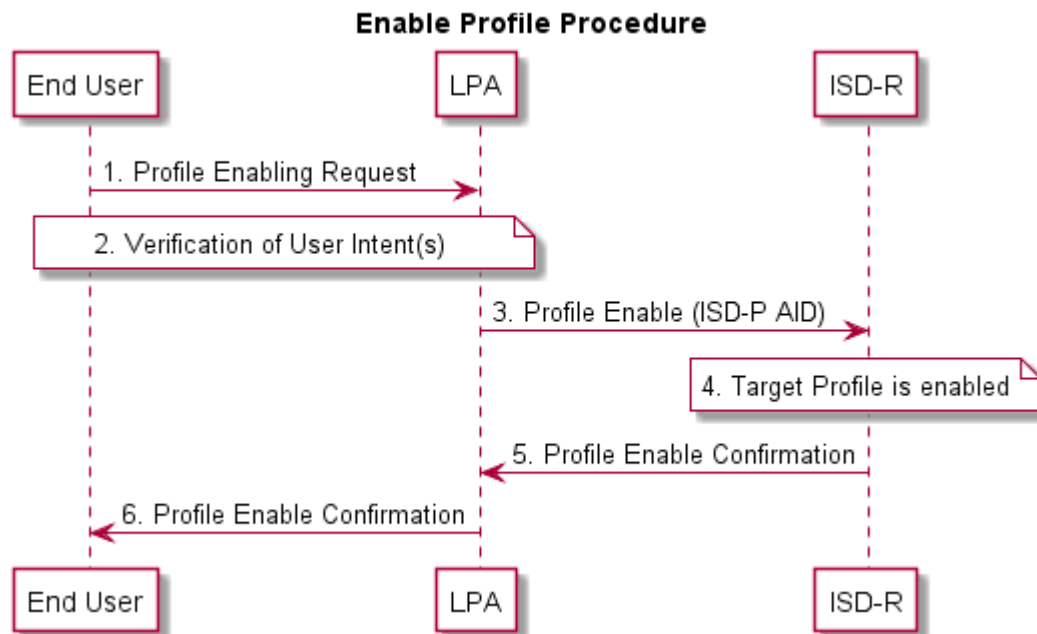 Enable Profile Procedure
End User
LPA
ISD-R
1. Profile Enabling Request
2. Verification of User Intent(s)
3. Profile Enable (ISD-P AID)
4. Target Profile is enabled
5. Profile Enable Confirmation
6. Profile Enable Confirmation
End User
LPA
ISD-R